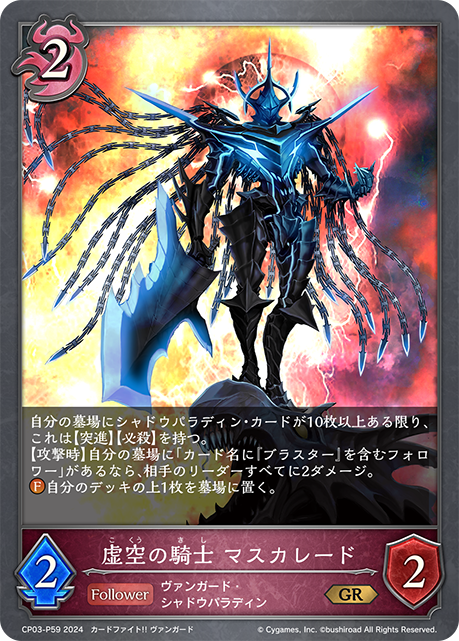 2
自分の墓場にシャドウパラディン・カードが10枚以上ある限り、
これは【突進】【必殺】を持つ。
【攻撃時】自分の墓場に「カード名に『ブラスター』を含むフォロ
ワー」があるなら、相手のリーダーすべてに2ダメージ。
F自分のデッキの上1枚を墓場に置く。
こくう きし
虚空の騎士 マスカレード
2
Follower
ヴァンガード・
シャドウパラディン
GR
2
CP03-P59 2024 カードファイト!! ヴァンガード
© Cygames, Inc. ©bushiroad All Rights Reserved.